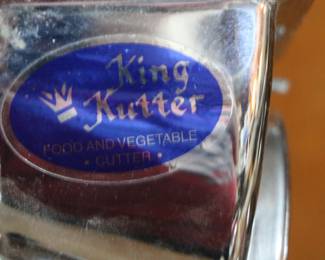 King
Kutter
FOOD AND VEGETABLE
• CUTTER •